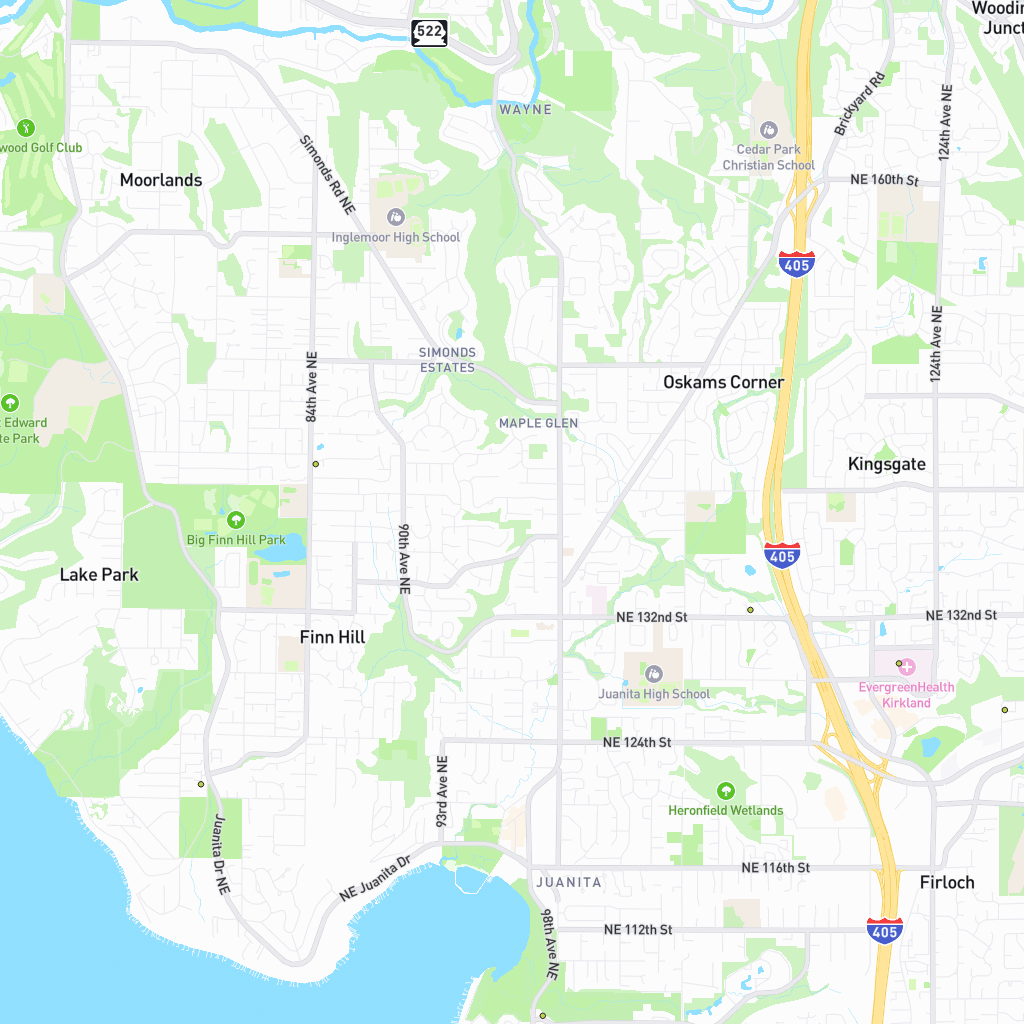 Woodin
Junct
522
WAYNE
Brickyard Rd
124th Ave NE
wood Golf Club
Cedar Park
Christian School
Simonds Rd NE
Moorlands
NE 160th St
Inglemoor High School
405
124th Ave NE
SIMONDS
ESTATES
84th Ave NE
Oskams Corner
t Edward
te Park
MAPLE GLEN
Kingsgate
Big Finn Hill Park
90th Ave NE
405
Lake Park
NE 132nd St
NE 132nd St
Finn Hill
Juanita High School
EvergreenHealth
Kirkland
NE 124th St
93rd Ave NE
Heronfield Wetlands
Juanita Dr NE
NE Juanita Dr
NE 116th St
JUANITA
Firloch
98th Ave NE
NE 112th St
405